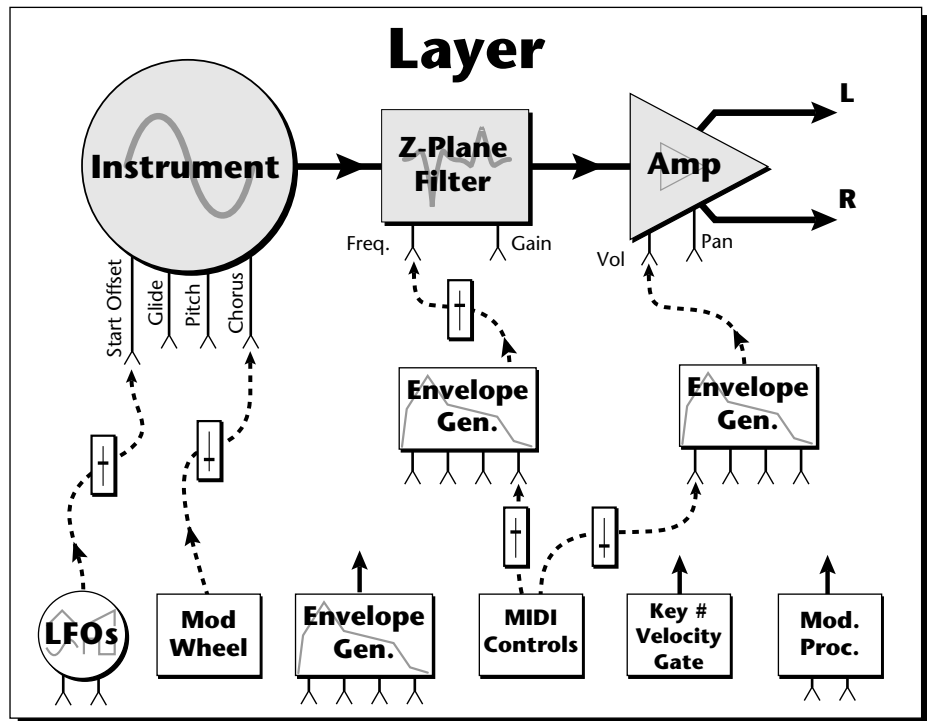 Layer
L
Instrument
Z-Plane
Filter
Amp
R
Freq.
Gain
Vol
Pan
Start Offset
Glide
Pitch
Chorus
Envelope
Gen.
Envelope
Gen.
LFOs
Mod
Wheel
Envelope
Gen.
MIDI
Controls
Key #
Velocity
Gate
Mod.
Proc.